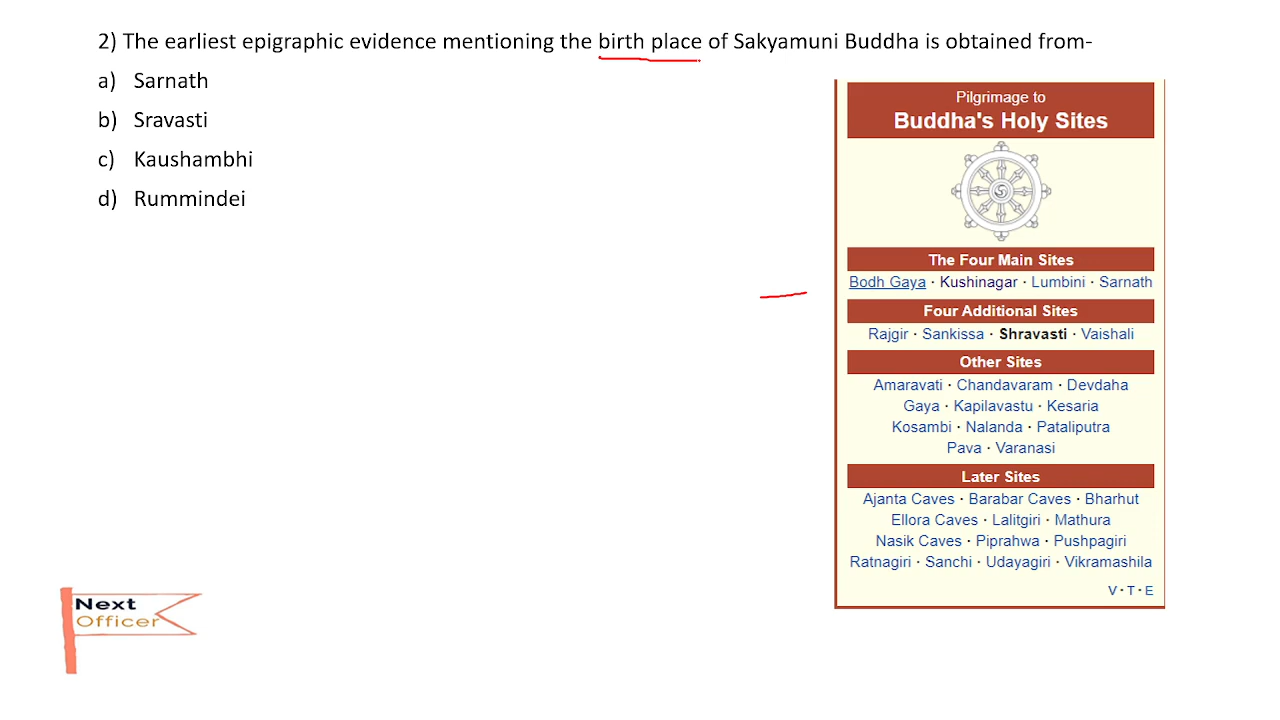 2) The earliest epigraphic evidence mentioning the birth place of Sakyamuni Buddha is obtained from-
a) Sarnath
b) Sravasti
c) Kaushambhi
d) Rummindei
Pilgrimage to
Buddha's Holy Sites
The Four Main Sites
Bodh Gaya · Kushinagar · Lumbini · Sarnath
Four Additional Sites
Rajgir · Sankissa · Shravasti · Vaishali
Other Sites
Amaravati · Chandavaram · Devdaha
Gaya · Kapilavastu · Kesaria
Kosambi · Nalanda · Pataliputra
Pava · Varanasi
Later Sites
Ajanta Caves · Barabar Caves · Bharhut
Ellora Caves · Lalitgiri · Mathura
Nasik Caves · Piprahwa · Pushpagiri
Ratnagiri · Sanchi · Udayagiri · Vikramashila
V · T · E
Next
Officer